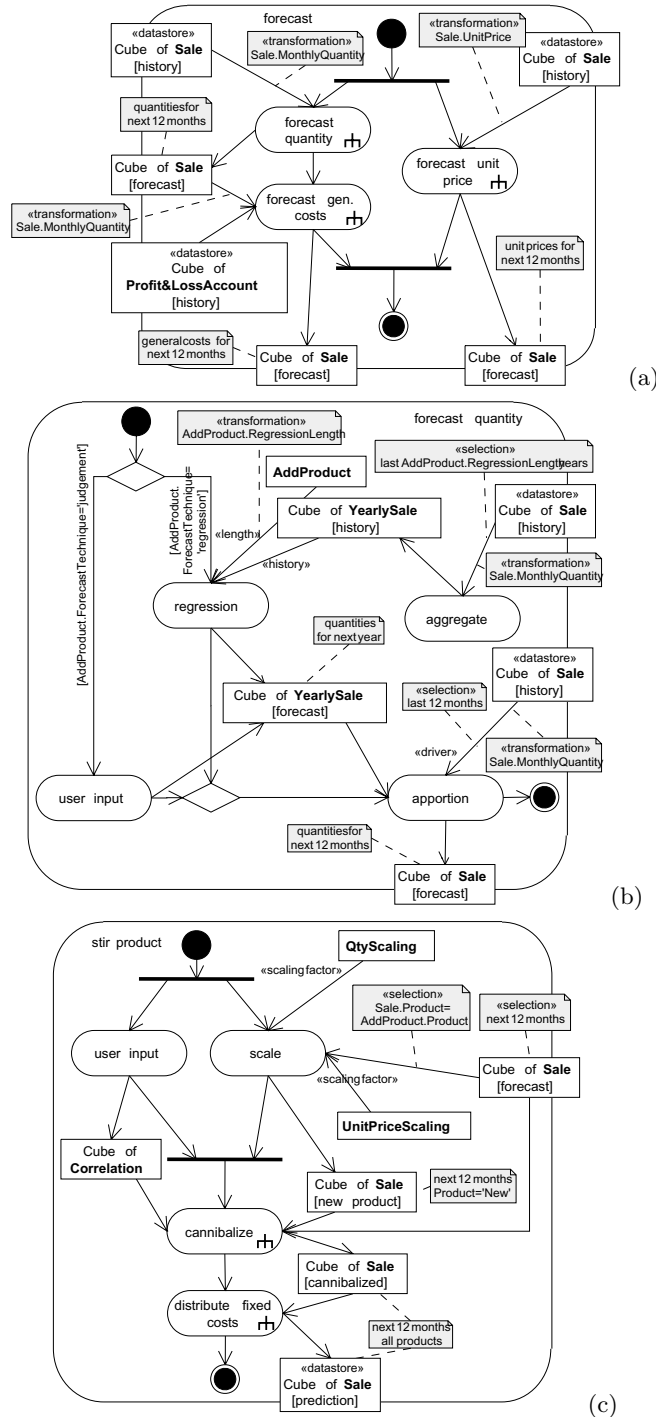 forecast
«datastore»
Cube of Sale
[history]
«transformation»
Sale.MonthlyQuantity
«transformation»
Sale.UnitPrice
«datastore»
Cube of Sale
[history]
quantitiesfor
next 12 months
forecast
quantity
Cube of Sale
[forecast]
forecast unit
price
«transformation»
Sale.MonthlyQuantity
forecast gen.
costs
«datastore»
Cube of
Profit&LossAccount
[history]
unit prices for
next 12 months
generalcosts for
next 12 months
Cube of Sale
[forecast]
Cube of Sale
[forecast]
(a)
forecast quantity
«transformation»
AddProduct.RegressionLength
[AddProduct.ForecastTechnique='judgement']
[AddProduct.
ForecastTechnique=
'regression']
AddProduct
«selection»
last AddProduct.RegressionLengthyears
Cube of YearlySale
[history]
«datastore»
Cube of Sale
[history]
«length»
«history»
«transformation»
Sale.MonthlyQuantity
regression
aggregate
quantities
for next year
Cube of YearlySale
[forecast]
«datastore»
Cube of Sale
[history]
«selection»
last 12 months
«driver»
«transformation»
Sale.MonthlyQuantity
user input
apportion
quantitiesfor
next 12 months
Cube of Sale
[forecast]
(b)
stir product
QtyScaling
«scaling factor»
«selection»
Sale.Product=
AddProduct.Product
«selection»
next 12 months
user input
scale
Cube of Sale
[forecast]
«scaling factor»
UnitPriceScaling
Cube of
Correlation
Cube of Sale
[new product]
next 12 months
Product='New'
cannibalize
Cube of Sale
[cannibalized]
distribute fixed
costs
next 12 months
all products
«datastore»
Cube of Sale
[prediction]
(c)